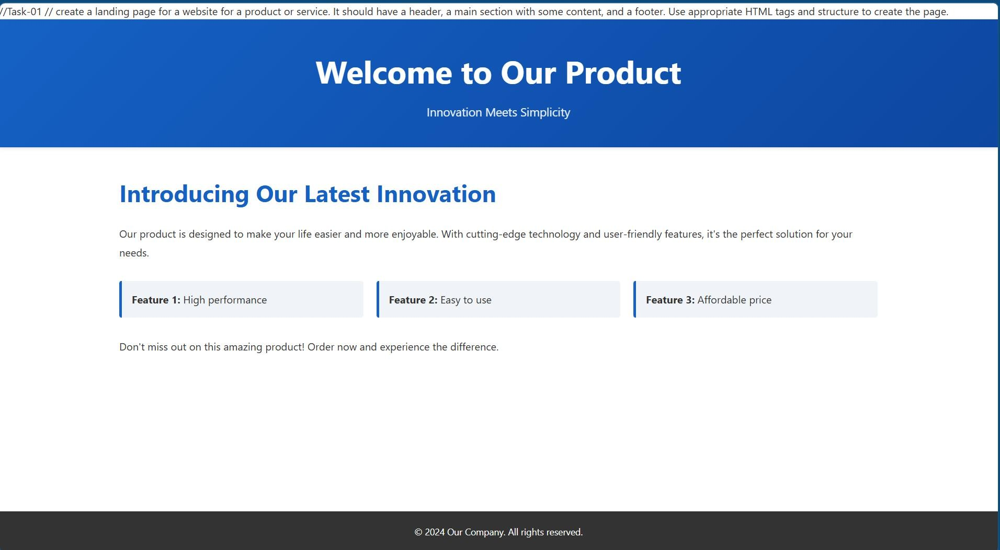 //Task-01 // create a landing page for a website for a product or service. It should have a header, a main section with some content, and a footer. Use appropriate HTML tags and structure to create the page.
Welcome to Our Product
Innovation Meets Simplicity
Introducing Our Latest Innovation
Our product is designed to make your life easier and more enjoyable. With cutting-edge technology and user-friendly features, it's the perfect solution for your
needs.
Feature 1: High performance
Feature 2: Easy to use
Feature 3: Affordable price
Don't miss out on this amazing product! Order now and experience the difference.
© 2024 Our Company. All rights reserved.